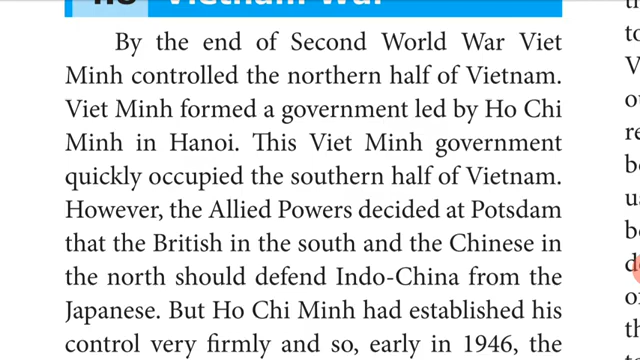 Vietnam War
By the end of Second World War Viet
Minh controlled the northern half of Vietnam.
Viet Minh formed a government led by Ho Chi
Minh in Hanoi. This Viet Minh government
quickly occupied the southern half of Vietnam.
However, the Allied Powers decided at Potsdam
that the British in the south and the Chinese in
the north should defend Indo-China from the
Japanese. But Ho Chi Minh had established his
control very firmly and so, early in 1946, the